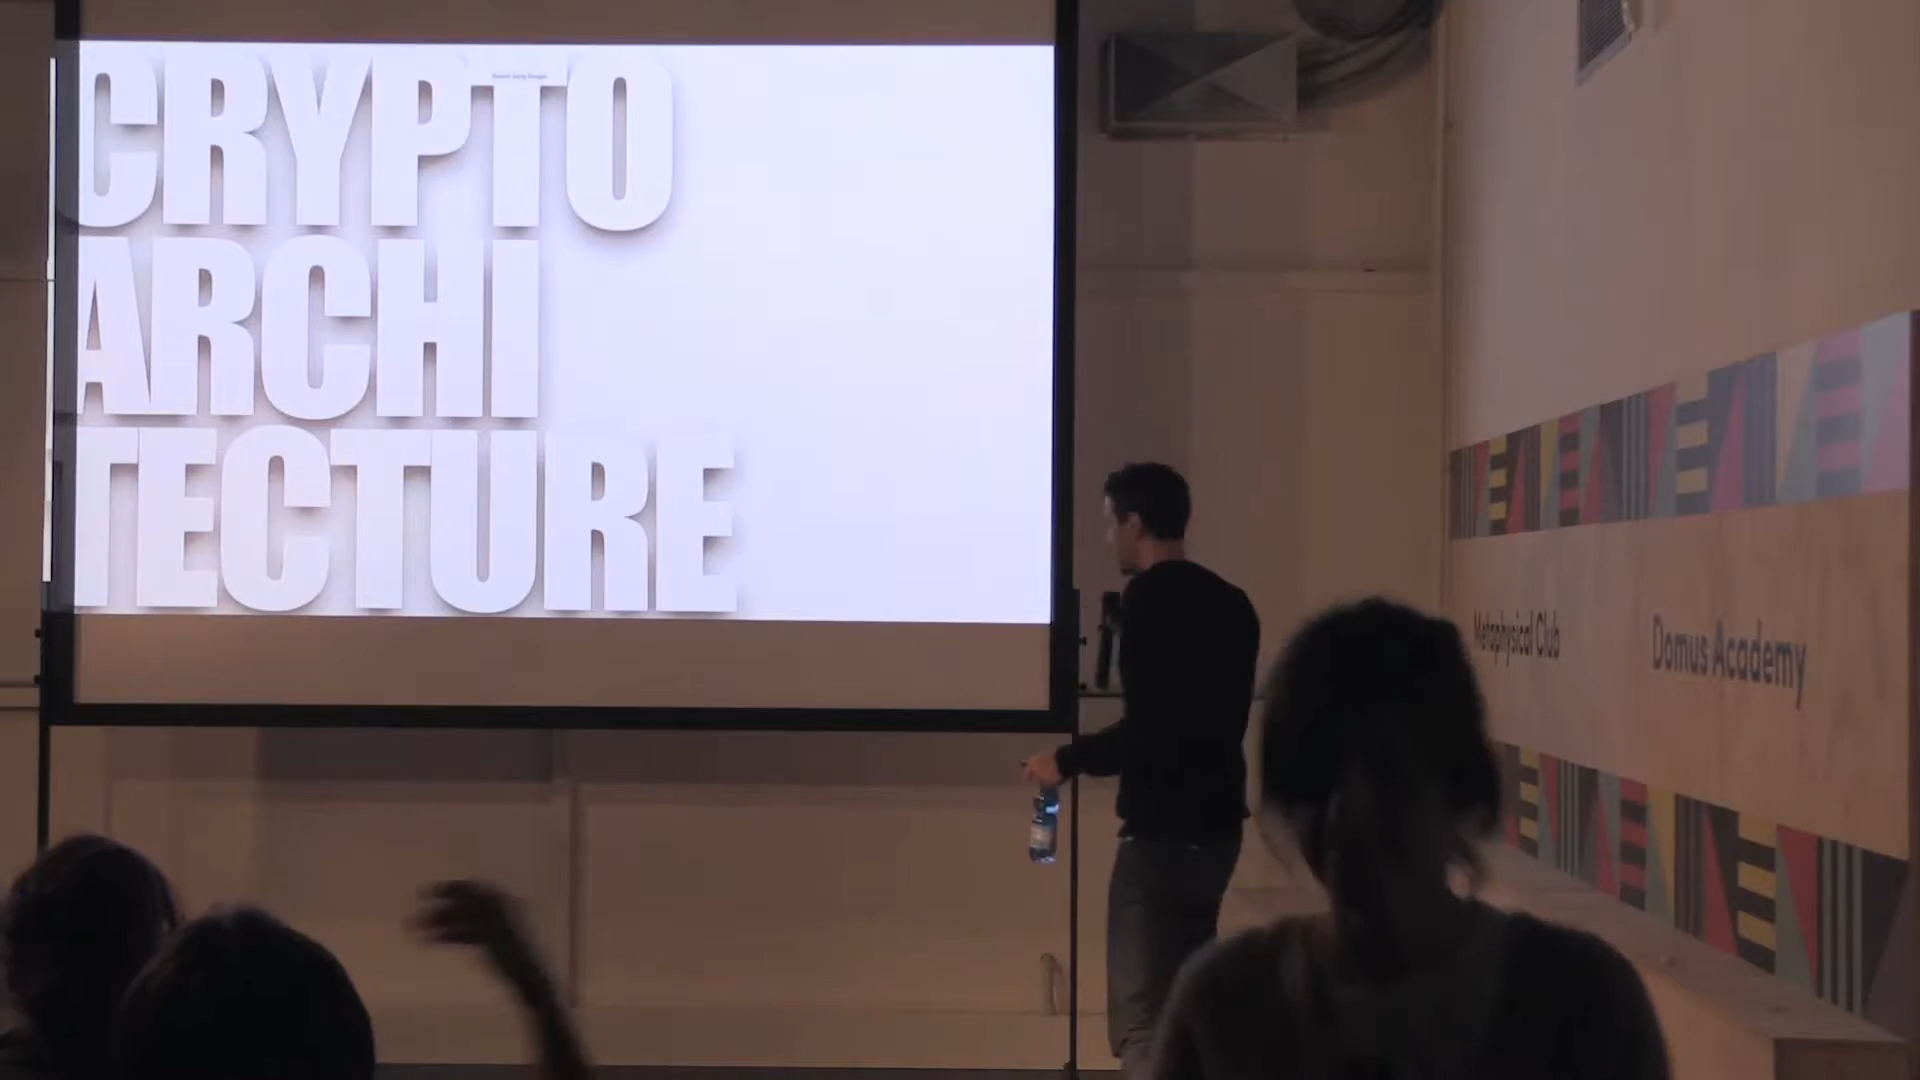 CRYPTO
ARCHI
TECTURE
Metaphysical Club
Domus Academy